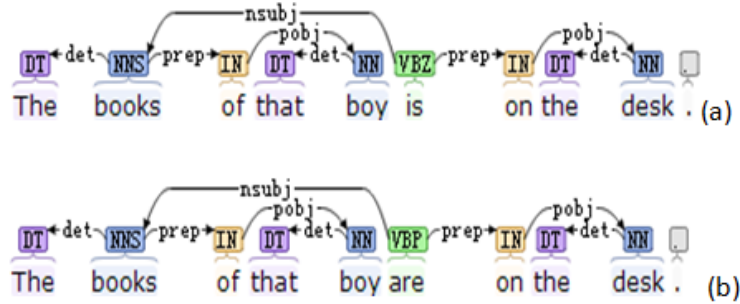 nsubj
pobj pobj
DT det NNS prep IN DT det NN VBZ prep IN DT det NN .
The books of that boy is on the desk . (a)
nsubj
pobj pobj
DT det NNS prep IN DT det NN VBP prep IN DT det NN .
The books of that boy are on the desk . (b)